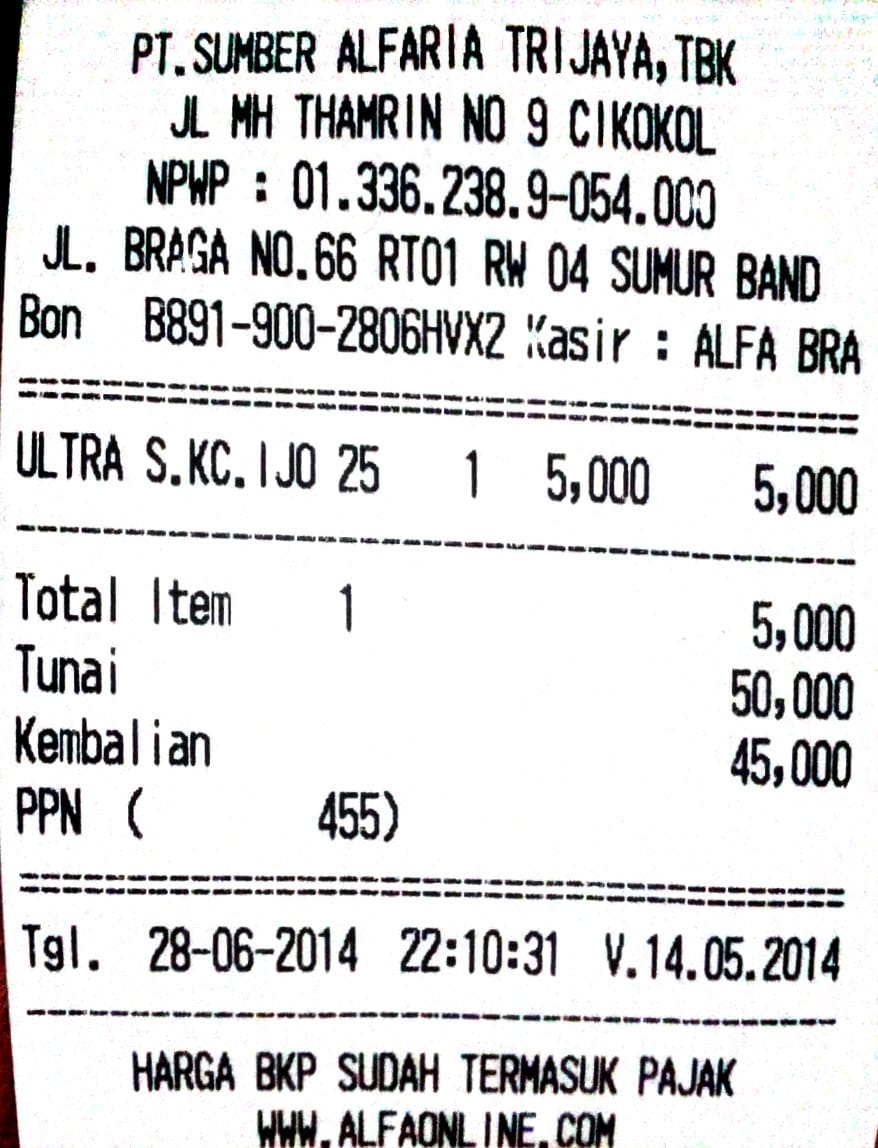 PT.SUMBER ALFARIA TRIJAYA,TBK
JL MH THAMRIN NO 9 CIKOKOL
NPWP : 01.336.238.9-054.000
JL. BRAGA NO.66 RT01 RW 04 SUMUR BAND
Bon B891-900-2806HVX2 Kasir : ALFA BRA
ULTRA S.KC.IJO 25 1 5,000 5,000
Total Item 1 5,000
Tunai 50,000
Kembalian 45,000
PPN ( 455)
Tgl. 28-06-2014 22:10:31 V.14.05.2014
HARGA BKP SUDAH TERMASUK PAJAK
WWW.ALFAONLINE.COM